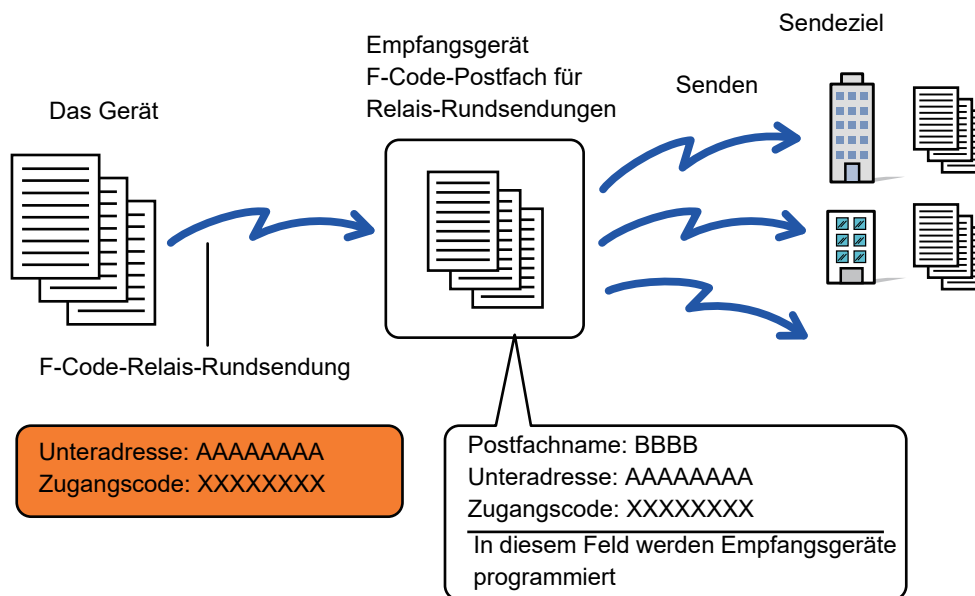 Sendeziel
Empfangsgerät
F-Code-Postfach für
Relais-Rundsendungen
Senden
Das Gerät
F-Code-Relais-Rundsendung
Unteradresse: AAAAAAAA
Zugangscode: XXXXXXXX
Postfachname: BBBB
Unteradresse: AAAAAAAA
Zugangscode: XXXXXXXX
In diesem Feld werden Empfangsgeräte
programmiert